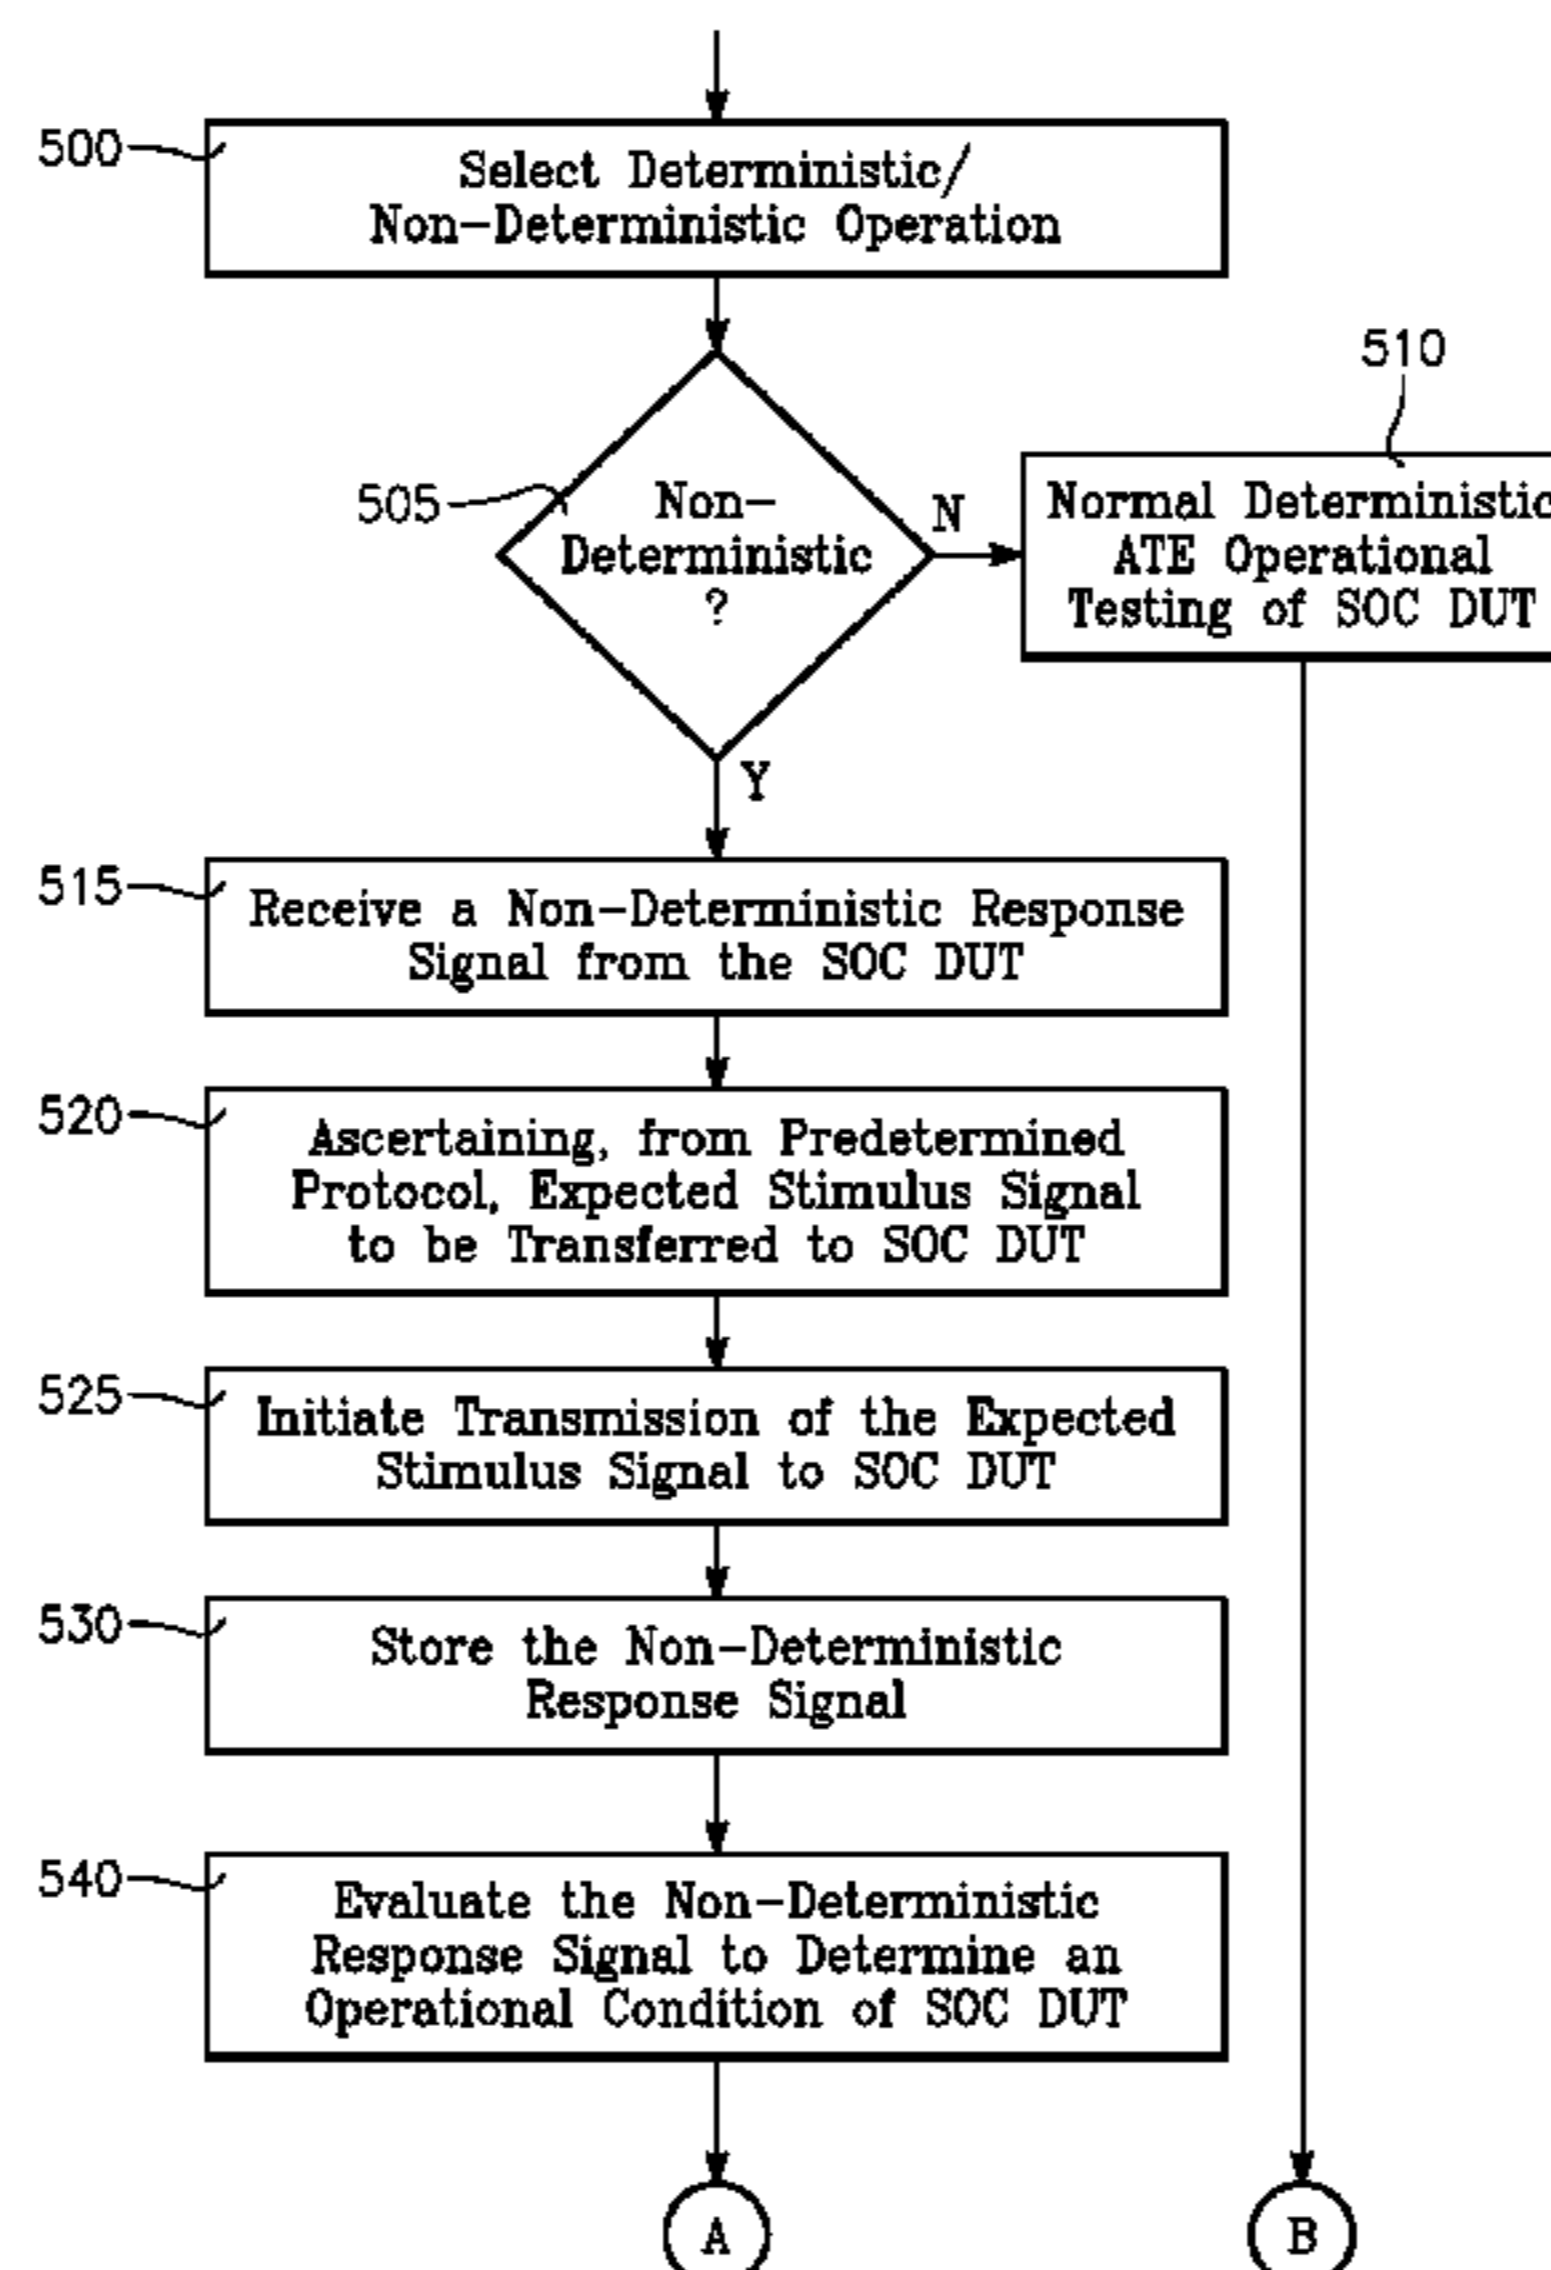 500
Select Deterministic/
Non-Deterministic Operation
510
505
Non-
Deterministic
?
N
Normal Deterministic
ATE Operational
Testing of SOC DUT
Y
515
Receive a Non-Deterministic Response
Signal from the SOC DUT
520
Ascertaining, from Predetermined
Protocol, Expected Stimulus Signal
to be Transferred to SOC DUT
525
Initiate Transmission of the Expected
Stimulus Signal to SOC DUT
530
Store the Non-Deterministic
Response Signal
540
Evaluate the Non-Deterministic
Response Signal to Determine an
Operational Condition of SOC DUT
A
B